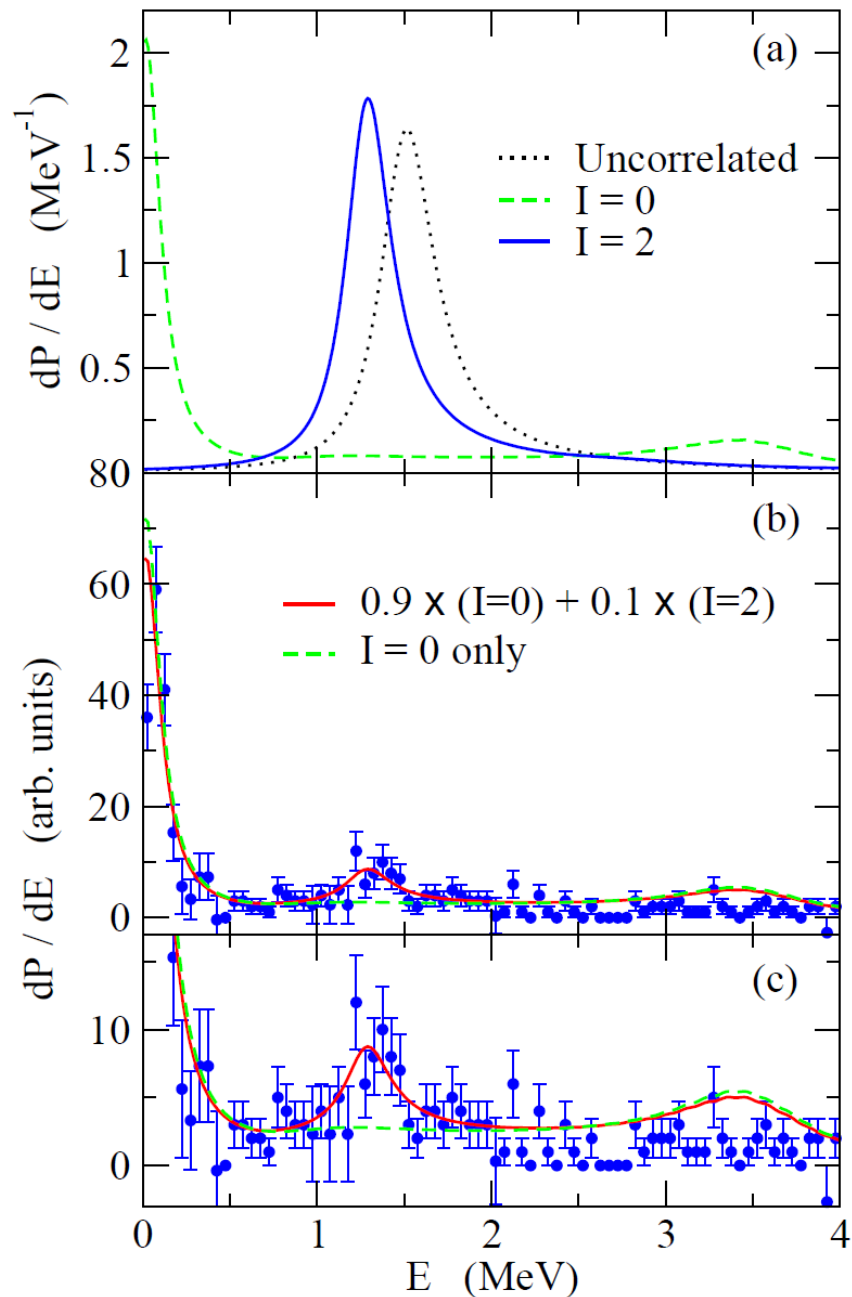 (a)
2
1.5
1
0.5
80
dP / dE (MeV⁻¹)
Uncorrelated
I = 0
I = 2
(b)
60
40
20
0
dP / dE (arb. units)
0.9 x (I=0) + 0.1 x (I=2)
I = 0 only
(c)
10
0
0 1 2 3 4
E (MeV)